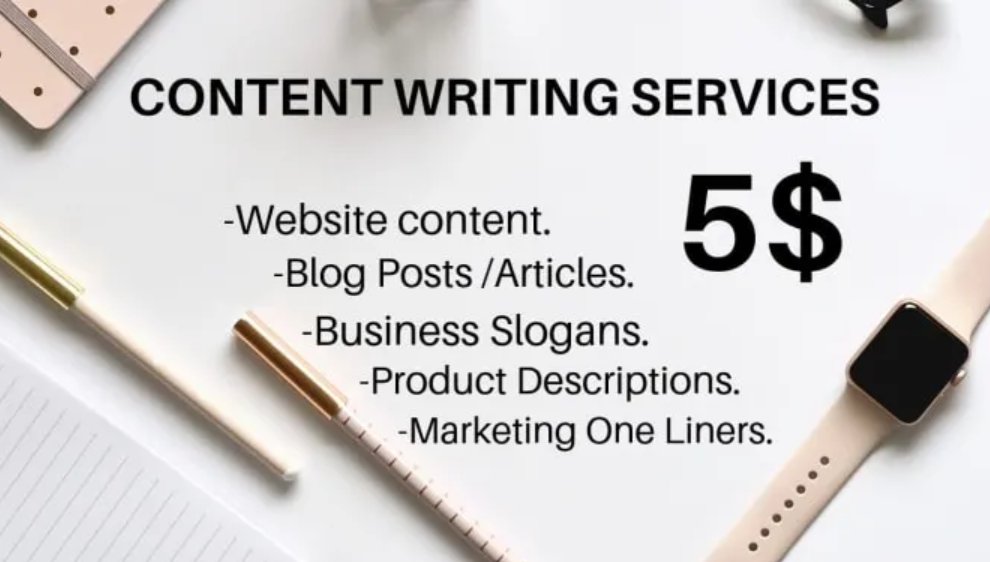 CONTENT WRITING SERVICES
5$
-Website content.
-Blog Posts /Articles.
-Business Slogans.
-Product Descriptions.
-Marketing One Liners.